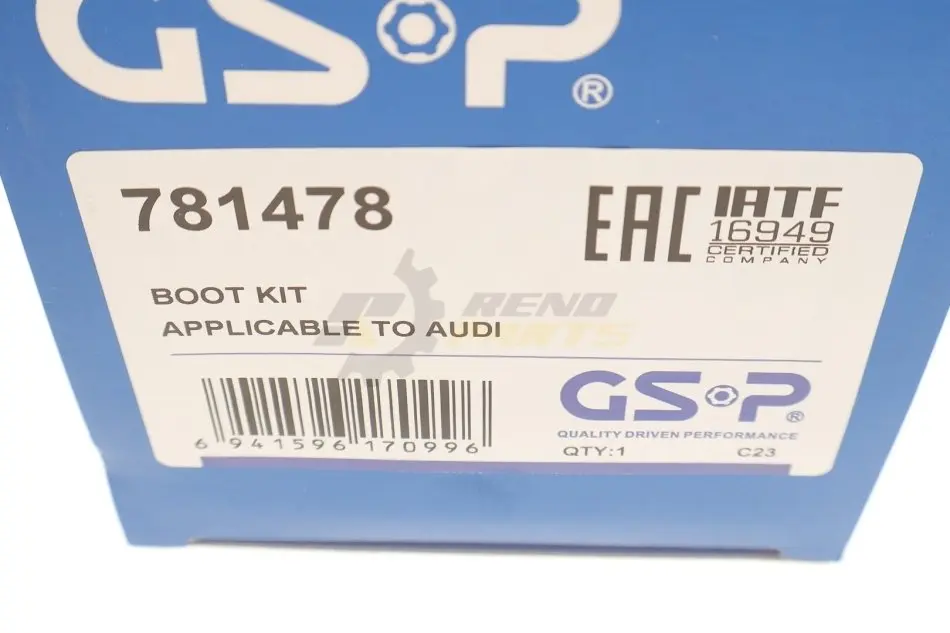 GS•P®
781478
EAC
IATF
16949
CERTIFIED
COMPANY
BOOT KIT
APPLICABLE TO AUDI
RENO
PARTS
6 941596 170996
GS•P®
QUALITY DRIVEN PERFORMANCE
QTY:1 C23